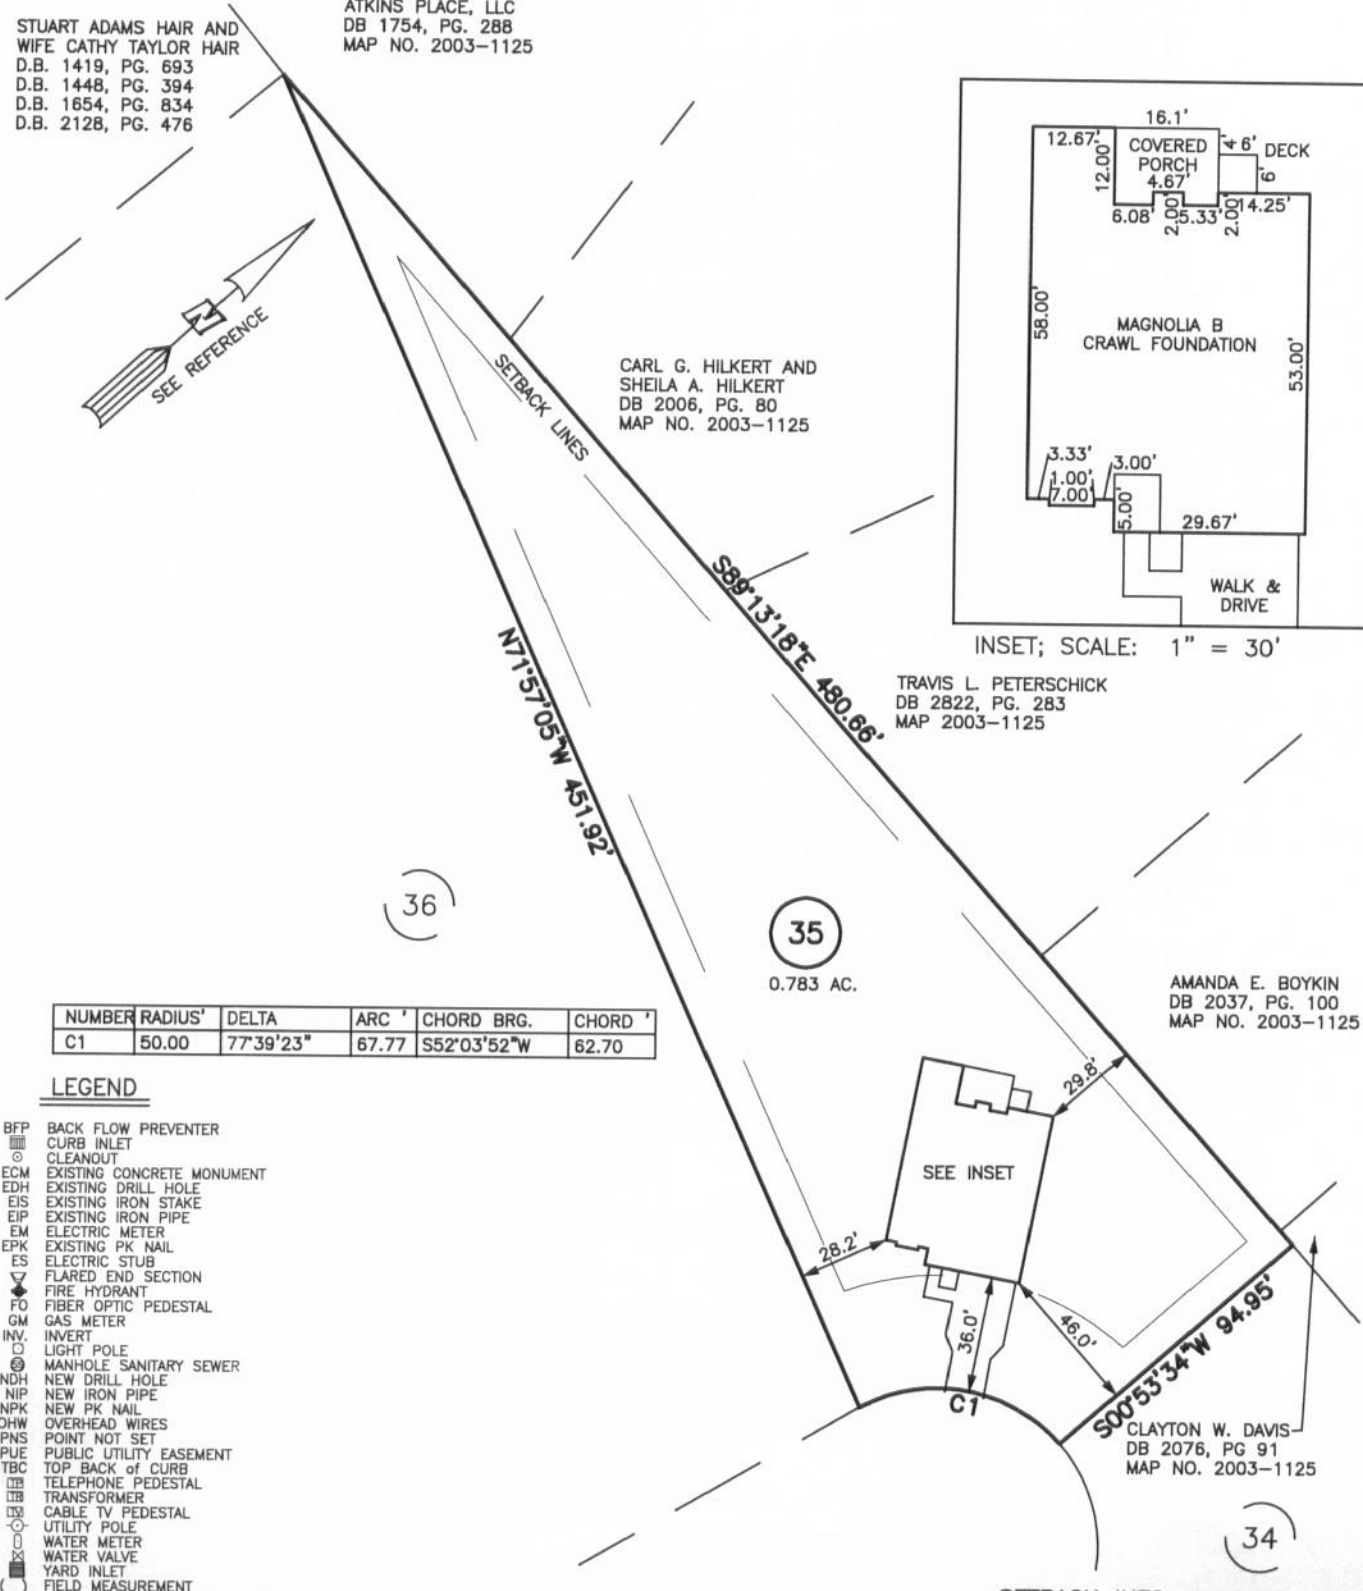 STUART ADAMS HAIR AND
WIFE CATHY TAYLOR HAIR
D.B. 1419, PG. 693
D.B. 1448, PG. 394
D.B. 1654, PG. 834
D.B. 2128, PG. 476
ATKINS PLACE, LLC
DB 1754, PG. 288
MAP NO. 2003-1125
16.1'
12.67'
12.00'
COVERED
PORCH
4.67'
4'
6'
DECK
6'
6.08'
2.00'
5.33'
2.00'
14.25'
58.00'
MAGNOLIA B
CRAWL FOUNDATION
53.00'
3.33'
1.00'
7.00'
3.00'
5.00'
29.67'
WALK &
DRIVE
INSET; SCALE: 1" = 30'
N
SEE REFERENCE
SETBACK LINES
CARL G. HILKERT AND
SHEILA A. HILKERT
DB 2006, PG. 80
MAP NO. 2003-1125
S89°13'18"E 480.66'
N71°57'05"W 451.92'
TRAVIS L. PETERSCHICK
DB 2822, PG. 283
MAP 2003-1125
36
35
0.783 AC.
AMANDA E. BOYKIN
DB 2037, PG. 100
MAP NO. 2003-1125
NUMBER RADIUS' DELTA ARC ' CHORD BRG. CHORD '
C1 50.00 77°39'23" 67.77 S52°03'52"W 62.70
29.8'
SEE INSET
28.2'
36.0'
46.0'
C1
S00°53'34"W 94.95'
CLAYTON W. DAVIS
DB 2076, PG 91
MAP NO. 2003-1125
34
LEGEND
BFP BACK FLOW PREVENTER
CURB INLET
CLEANOUT
ECM EXISTING CONCRETE MONUMENT
EDH EXISTING DRILL HOLE
EIS EXISTING IRON STAKE
EIP EXISTING IRON PIPE
EM ELECTRIC METER
EPK EXISTING PK NAIL
ES ELECTRIC STUB
FLARED END SECTION
FIRE HYDRANT
FO FIBER OPTIC PEDESTAL
GM GAS METER
INV. INVERT
LIGHT POLE
MANHOLE SANITARY SEWER
NDH NEW DRILL HOLE
NIP NEW IRON PIPE
NPK NEW PK NAIL
OHW OVERHEAD WIRES
PNS POINT NOT SET
PUE PUBLIC UTILITY EASEMENT
TBC TOP BACK of CURB
TELEPHONE PEDESTAL
TRANSFORMER
CABLE TV PEDESTAL
UTILITY POLE
WATER METER
WATER VALVE
YARD INLET
FIELD MEASUREMENT